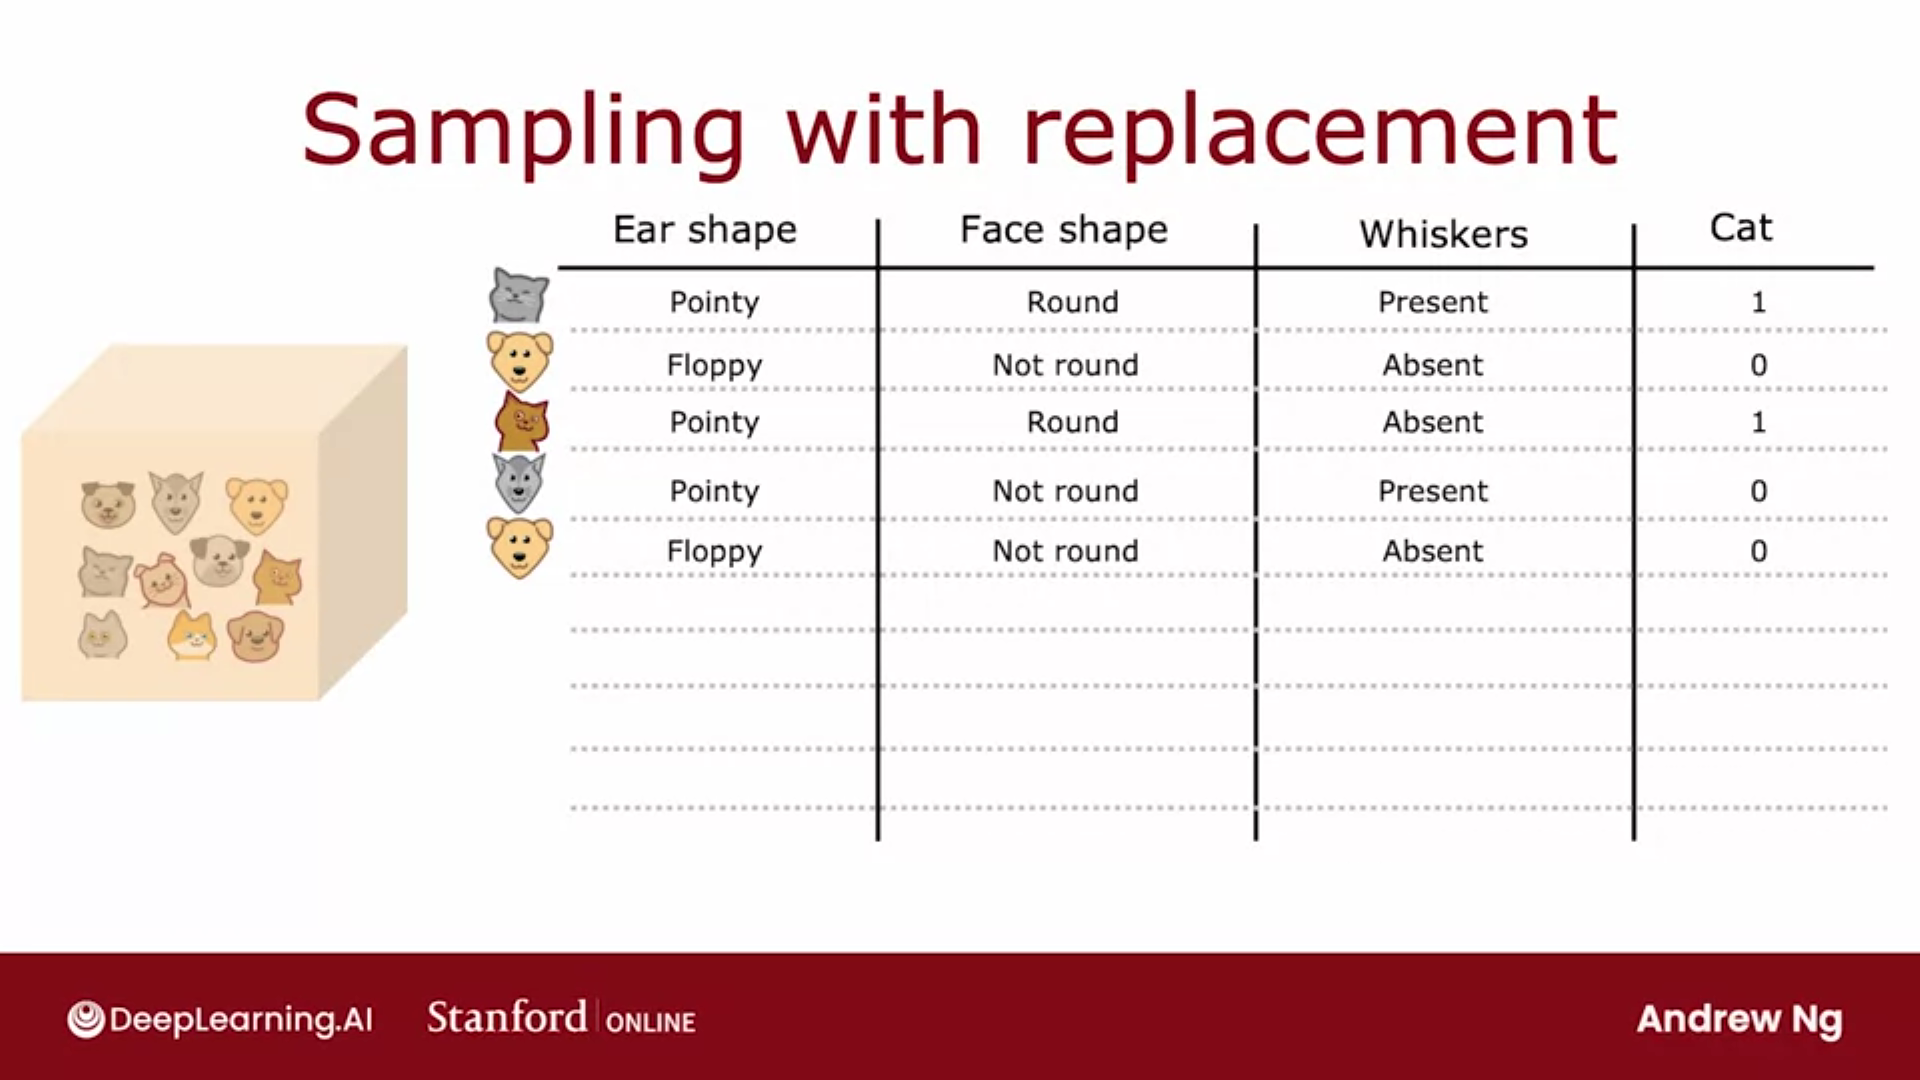 Sampling with replacement
Ear shape Face shape Whiskers Cat
Pointy Round Present 1
Floppy Not round Absent 0
Pointy Round Absent 1
Pointy Not round Present 0
Floppy Not round Absent 0
DeepLearning.AI Stanford ONLINE Andrew Ng